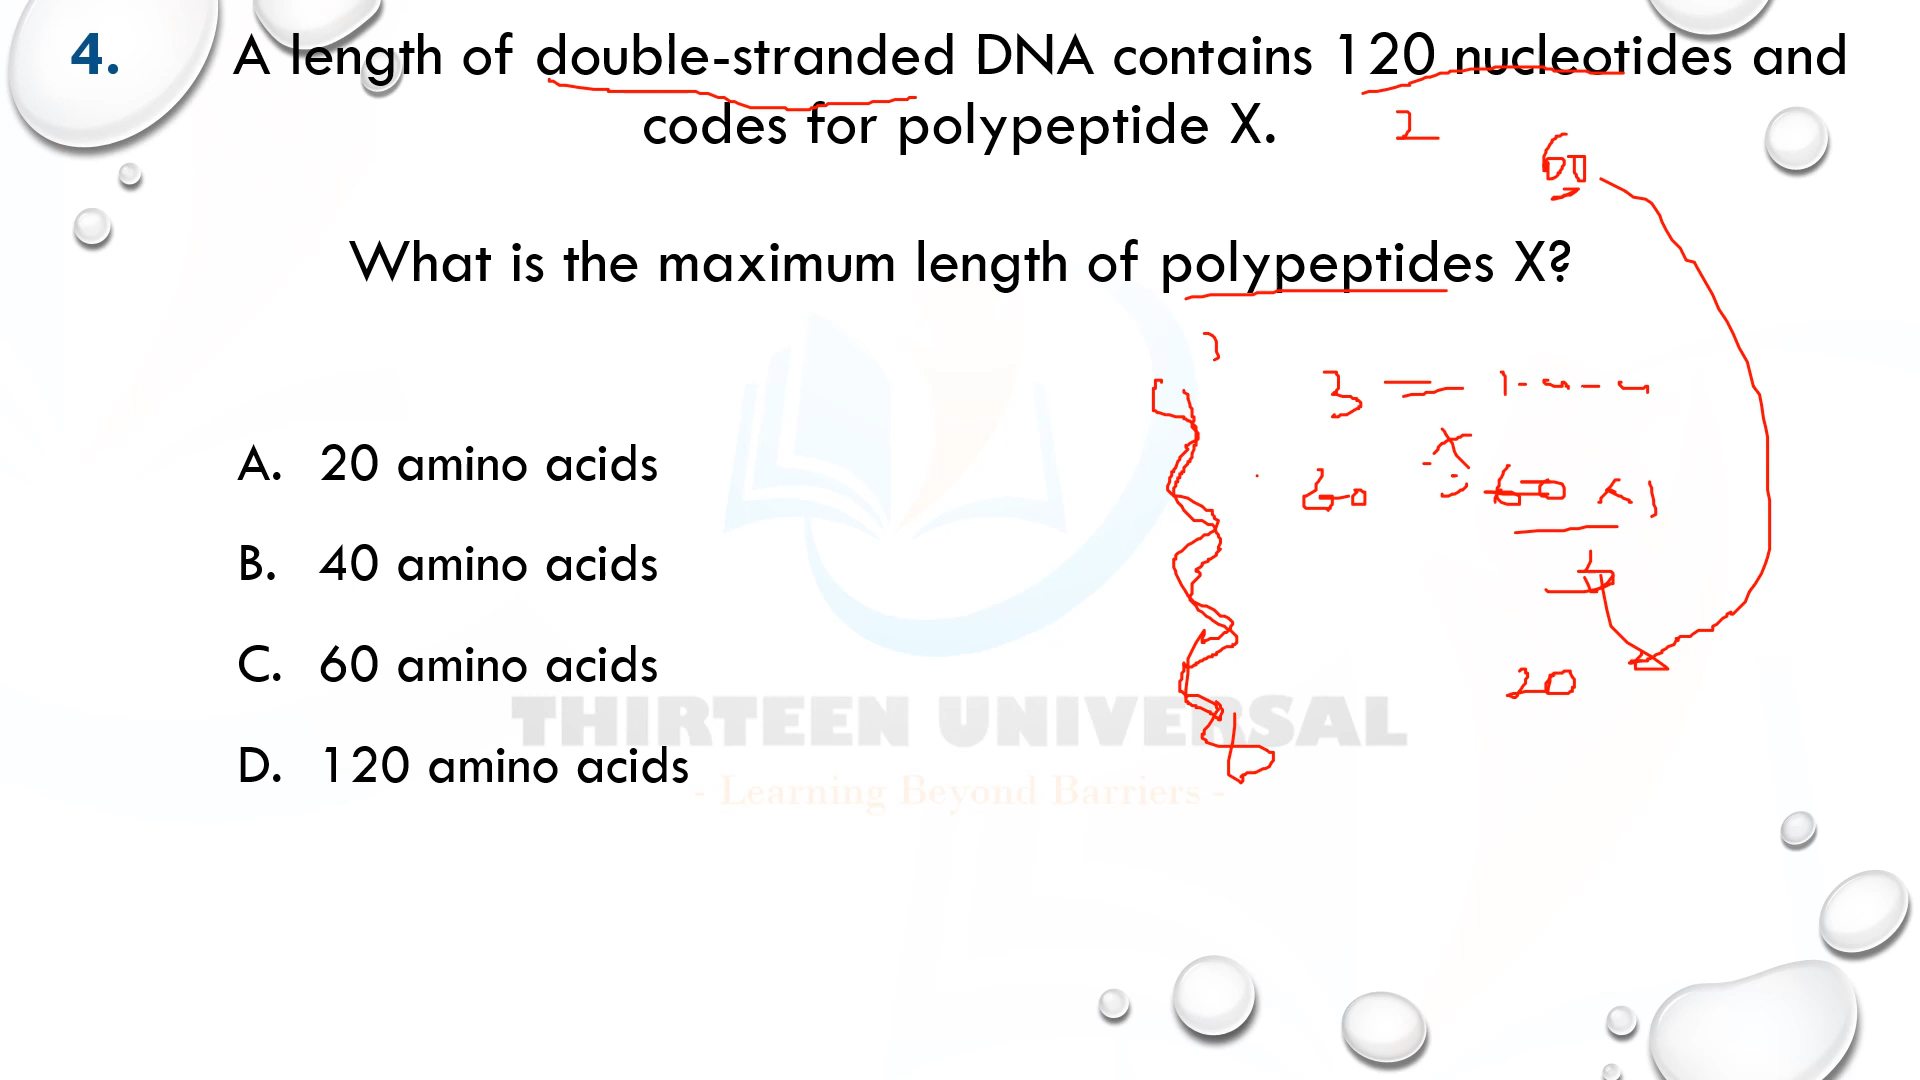 4. A length of double-stranded DNA contains 120 nucleotides and
codes for polypeptide X.
2
60
What is the maximum length of polypeptides X?
3 = 1
A. 20 amino acids
60 x
60 x 1
B. 40 amino acids
C. 60 amino acids
20
THIRTEEN UNIVERSAL
D. 120 amino acids
- Learning Beyond Barriers -